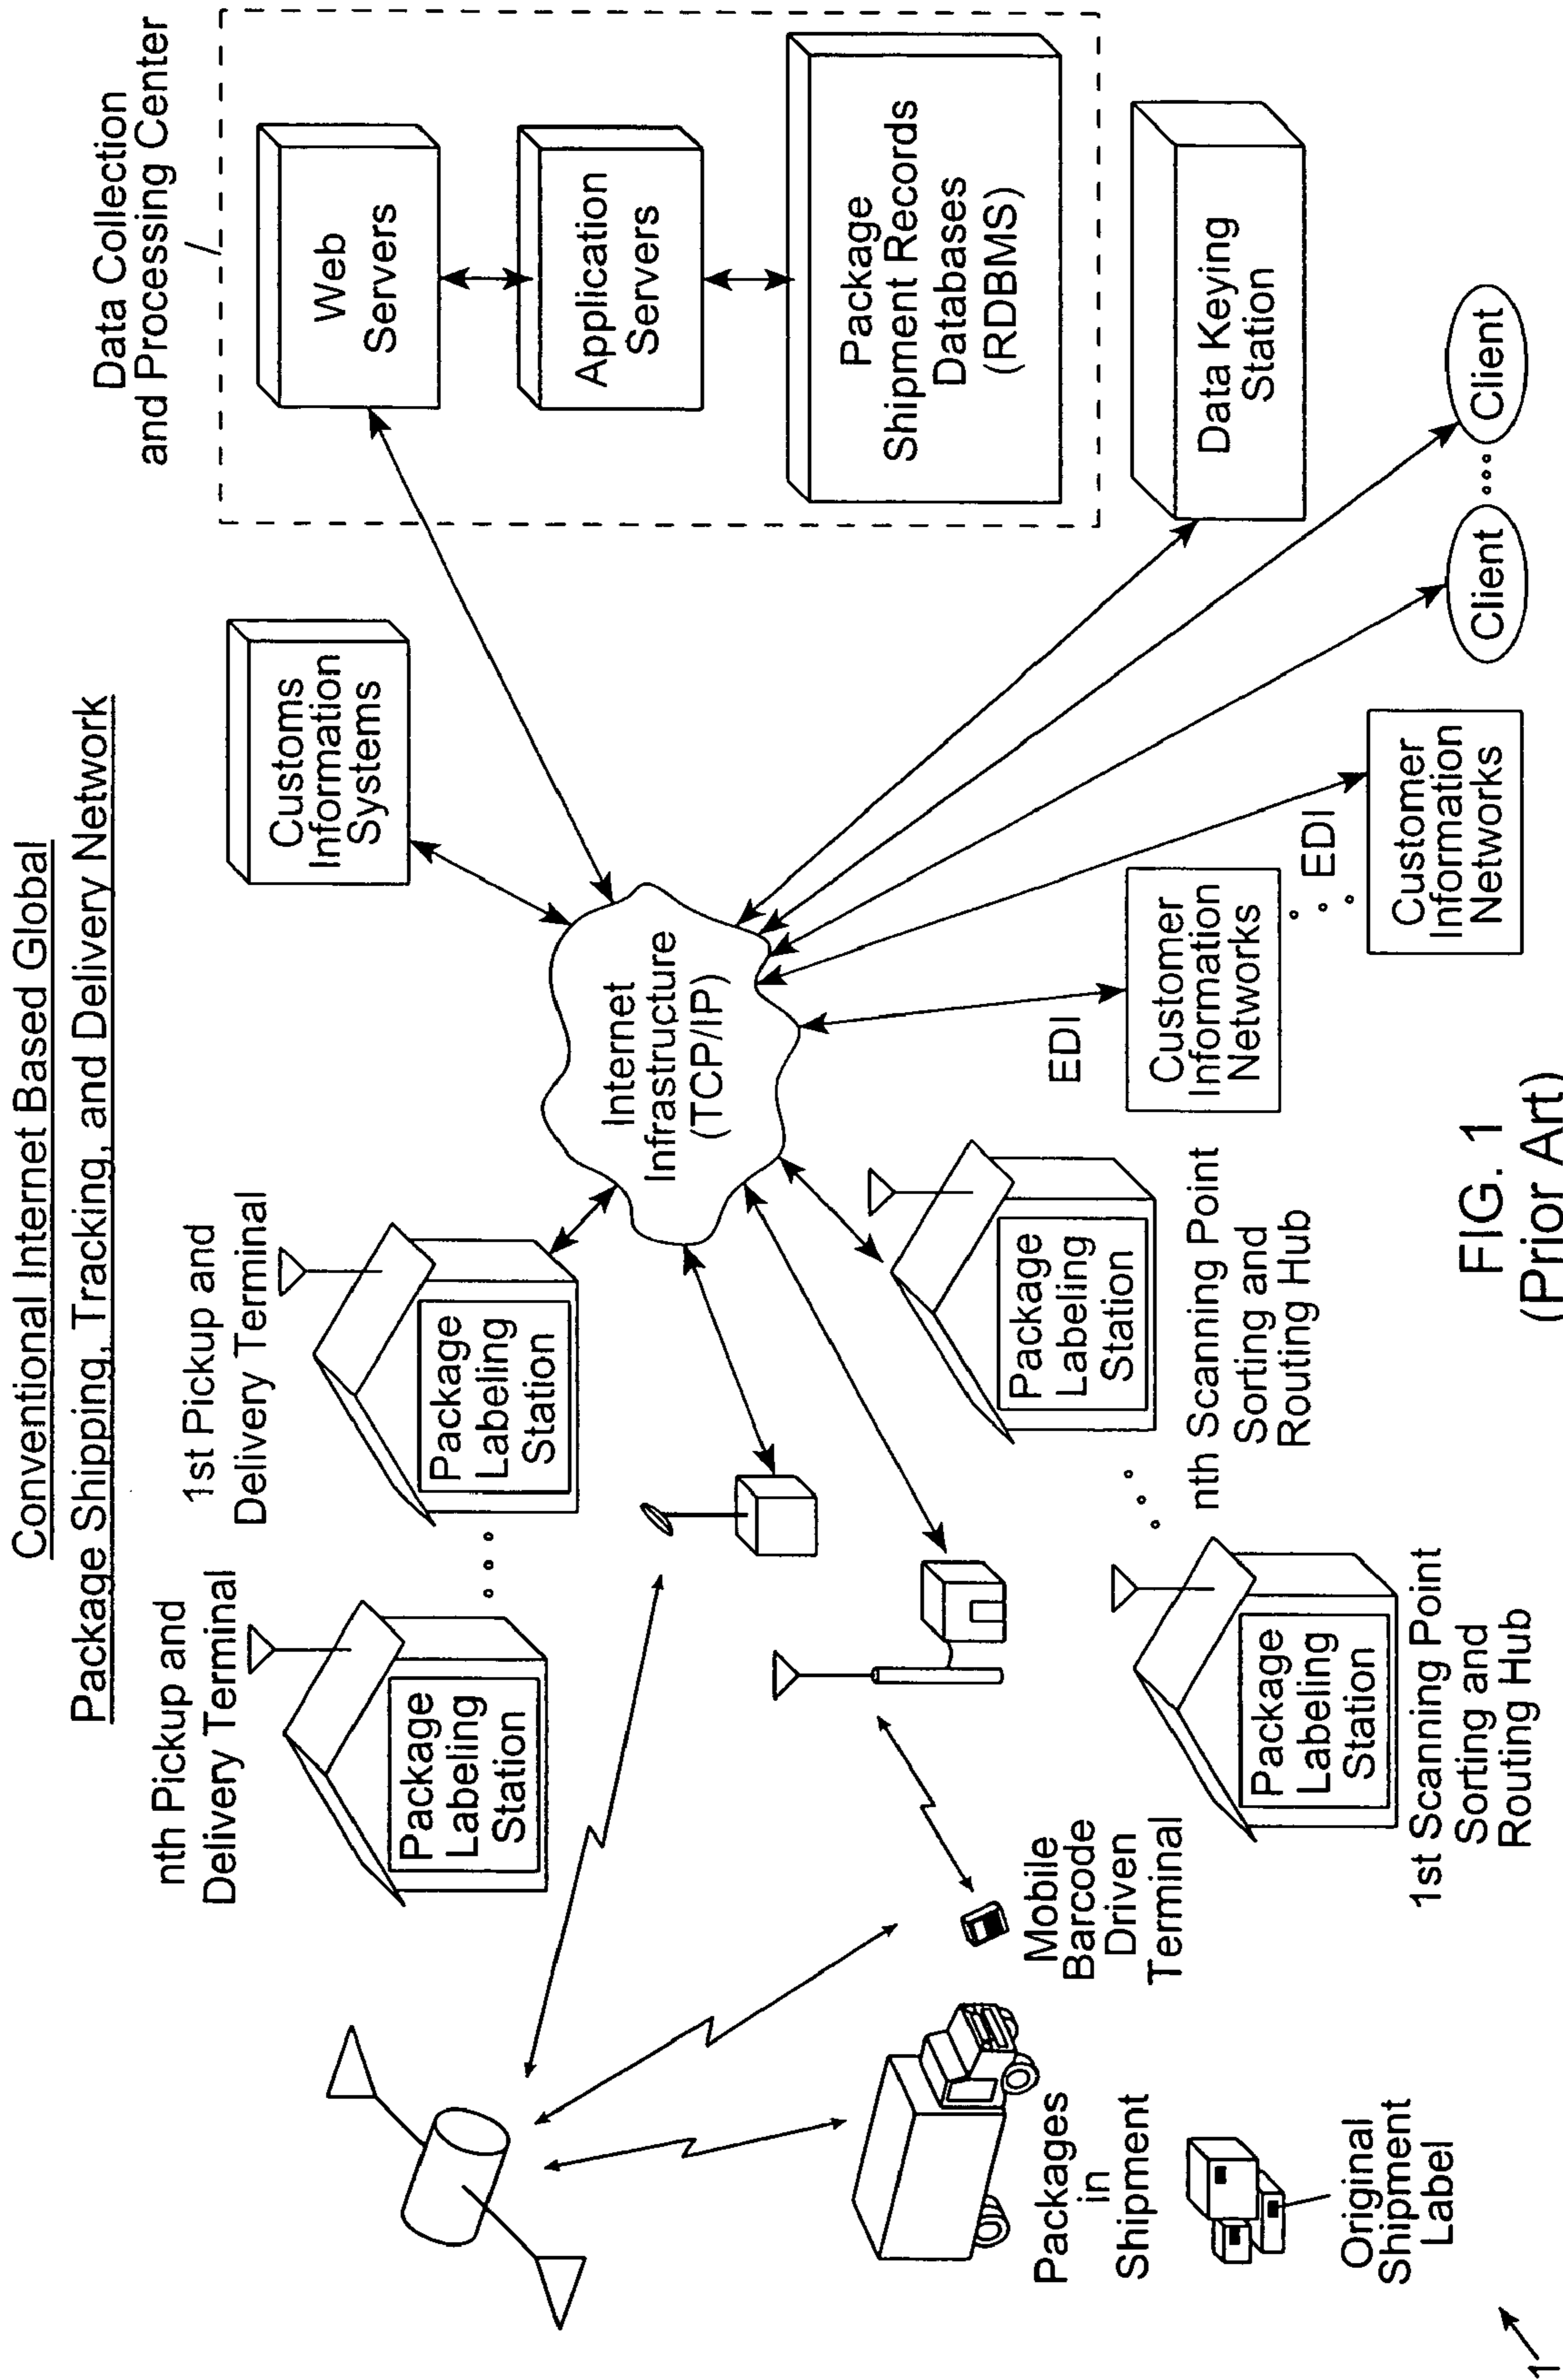 Conventional Internet Based Global
Package Shipping, Tracking, and Delivery Network
nth Pickup and
Delivery Terminal
Package
Labeling
Station
1st Pickup and
Delivery Terminal
Package
Labeling
Station
Customs
Information
Systems
Data Collection
and Processing Center
Web
Servers
Application
Servers
Package
Shipment Records
Databases
(RDBMS)
Data Keying
Station
Internet
Infrastructure
(TCP/IP)
Mobile
Barcode
Driven
Terminal
Packages
in
Shipment
Original
Shipment
Label
Package
Labeling
Station
1st Scanning Point
Sorting and
Routing Hub
Package
Labeling
Station
nth Scanning Point
Sorting and
Routing Hub
EDI
Customer
Information
Networks
EDI
Customer
Information
Networks
Client
Client
1
FIG. 1
(Prior Art)